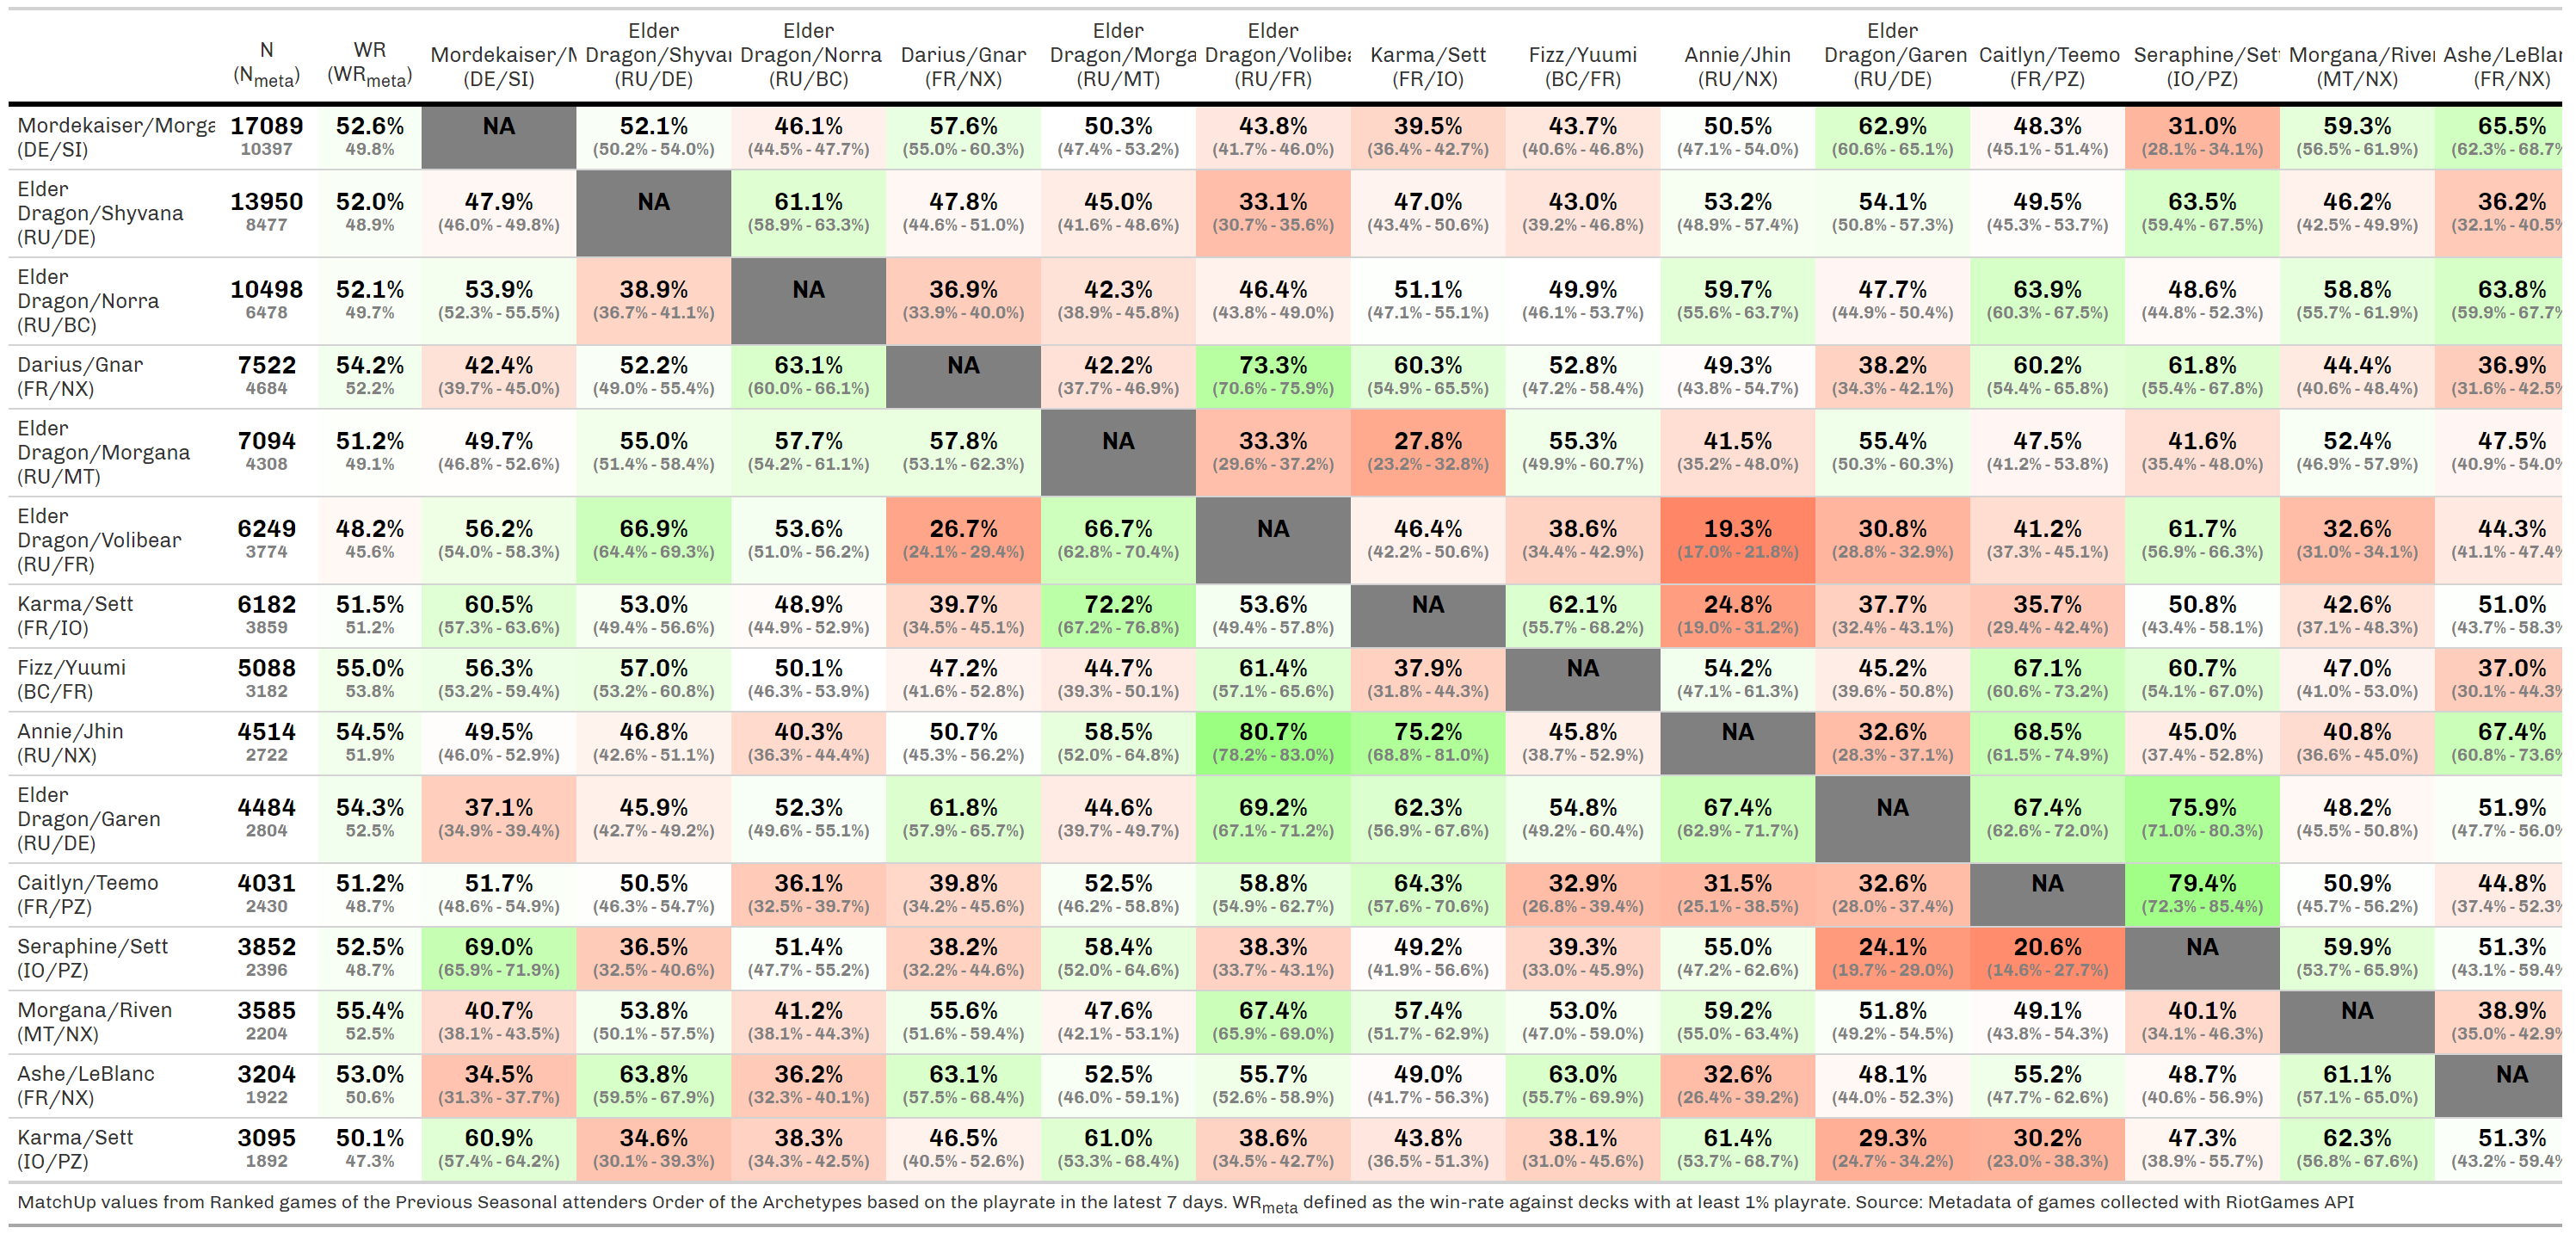 Elder Elder Elder Elder Elder
N WR Mordekaiser/M Dragon/Shyvar Dragon/Norra Darius/Gnar Dragon/Morga Dragon/Volibea Karma/Sett Fizz/Yuumi Annie/Jhin Dragon/Garen Caitlyn/Teemo Seraphine/Sett Morgana/River Ashe/LeBlar
(Nmeta) (WRmeta) (DE/SI) (RU/DE) (RU/BC) (FR/NX) (RU/MT) (RU/FR) (FR/IO) (BC/FR) (RU/NX) (RU/DE) (FR/PZ) (IO/PZ) (MT/NX) (FR/NX)
Mordekaiser/Morga 17089 52.6% NA 52.1% 46.1% 57.6% 50.3% 43.8% 39.5% 43.7% 50.5% 62.9% 48.3% 31.0% 59.3% 65.5%
(DE/SI) 10397 49.8% (50.2% - 54.0%) (44.5% - 47.7%) (55.0% - 60.3%) (47.4% - 53.2%) (41.7% - 46.0%) (36.4% - 42.7%) (40.6% - 46.8%) (47.1% - 54.0%) (60.6% - 65.1%) (45.1% - 51.4%) (28.1% - 34.1%) (56.5% - 61.9%) (62.3% - 68.7%
Elder
13950 52.0% 47.9% NA 61.1% 47.8% 45.0% 33.1% 47.0% 43.0% 53.2% 54.1% 49.5% 63.5% 46.2% 36.2%
Dragon/Shyvana
8477 48.9% (46.0% - 49.8%) (58.9% - 63.3%) (44.6% - 51.0%) (41.6% - 48.6%) (30.7% - 35.6%) (43.4% - 50.6%) (39.2% - 46.8%) (48.9% - 57.4%) (50.8% - 57.3%) (45.3% - 53.7%) (59.4% - 67.5%) (42.5% - 49.9%) (32.1% - 40.5%
(RU/DE)
Elder
10498 52.1% 53.9% 38.9% NA 36.9% 42.3% 46.4% 51.1% 49.9% 59.7% 47.7% 63.9% 48.6% 58.8% 63.8%
Dragon/Norra
6478 49.7% (52.3% - 55.5%) (36.7% - 41.1%) (33.9% - 40.0%) (38.9% - 45.8%) (43.8% - 49.0%) (47.1% - 55.1%) (46.1% - 53.7%) (55.6% - 63.7%) (44.9% - 50.4%) (60.3% - 67.5%) (44.8% - 52.3%) (55.7% - 61.9%) (59.9% - 67.7%
(RU/BC)
Darius/Gnar 7522 54.2% 42.4% 52.2% 63.1% NA 42.2% 73.3% 60.3% 52.8% 49.3% 38.2% 60.2% 61.8% 44.4% 36.9%
(FR/NX) 4684 52.2% (39.7% - 45.0%) (49.0% - 55.4%) (60.0% - 66.1%) (37.7% - 46.9%) (70.6% - 75.9%) (54.9% - 65.5%) (47.2% - 58.4%) (43.8% - 54.7%) (34.3% - 42.1%) (54.4% - 65.8%) (55.4% - 67.8%) (40.6% - 48.4%) (31.6% - 42.5%
Elder
7094 51.2% 49.7% 55.0% 57.7% 57.8% NA 33.3% 27.8% 55.3% 41.5% 55.4% 47.5% 41.6% 52.4% 47.5%
Dragon/Morgana
4308 49.1% (46.8% - 52.6%) (51.4% - 58.4%) (54.2% - 61.1%) (53.1% - 62.3%) (29.6% - 37.2%) (23.2% - 32.8%) (49.9% - 60.7%) (35.2% - 48.0%) (50.3% - 60.3%) (41.2% - 53.8%) (35.4% - 48.0%) (46.9% - 57.9%) (40.9% - 54.0%
(RU/MT)
Elder
6249 48.2% 56.2% 66.9% 53.6% 26.7% 66.7% NA 46.4% 38.6% 19.3% 30.8% 41.2% 61.7% 32.6% 44.3%
Dragon/Volibear
3774 45.6% (54.0% - 58.3%) (64.4% - 69.3%) (51.0% - 56.2%) (24.1% - 29.4%) (62.8% - 70.4%) (42.2% - 50.6%) (34.4% - 42.9%) (17.0% - 21.8%) (28.8% - 32.9%) (37.3% - 45.1%) (56.9% - 66.3%) (31.0% - 34.1%) (41.1% - 47.4%
(RU/FR)
Karma/Sett 6182 51.5% 60.5% 53.0% 48.9% 39.7% 72.2% 53.6% NA 62.1% 24.8% 37.7% 35.7% 50.8% 42.6% 51.0%
(FR/IO) 3859 51.2% (57.3% - 63.6%) (49.4% - 56.6%) (44.9% - 52.9%) (34.5% - 45.1%) (67.2% - 76.8%) (49.4% - 57.8%) (55.7% - 68.2%) (19.0% - 31.2%) (32.4% - 43.1%) (29.4% - 42.4%) (43.4% - 58.1%) (37.1% - 48.3%) (43.7% - 58.3%
Fizz/Yuumi 5088 55.0% 56.3% 57.0% 50.1% 47.2% 44.7% 61.4% 37.9% NA 54.2% 45.2% 67.1% 60.7% 47.0% 37.0%
(BC/FR) 3182 53.8% (53.2% - 59.4%) (53.2% - 60.8%) (46.3% - 53.9%) (41.6% - 52.8%) (39.3% - 50.1%) (57.1% - 65.6%) (31.8% - 44.3%) (47.1% - 61.3%) (39.6% - 50.8%) (60.6% - 73.2%) (54.1% - 67.0%) (41.0% - 53.0%) (30.1% - 44.3%
Annie/Jhin 4514 54.5% 49.5% 46.8% 40.3% 50.7% 58.5% 80.7% 75.2% 45.8% NA 32.6% 68.5% 45.0% 40.8% 67.4%
(RU/NX) 2722 51.9% (46.0% - 52.9%) (42.6% - 51.1%) (36.3% - 44.4%) (45.3% - 56.2%) (52.0% - 64.8%) (78.2% - 83.0%) (68.8% - 81.0%) (38.7% - 52.9%) (28.3% - 37.1%) (61.5% - 74.9%) (37.4% - 52.8%) (36.6% - 45.0%) (60.8% - 73.6%
Elder
4484 54.3% 37.1% 45.9% 52.3% 61.8% 44.6% 69.2% 62.3% 54.8% 67.4% NA 67.4% 75.9% 48.2% 51.9%
Dragon/Garen
2804 52.5% (34.9% - 39.4%) (42.7% - 49.2%) (49.6% - 55.1%) (57.9% - 65.7%) (39.7% - 49.7%) (67.1% - 71.2%) (56.9% - 67.6%) (49.2% - 60.4%) (62.9% - 71.7%) (62.6% - 72.0%) (71.0% - 80.3%) (45.5% - 50.8%) (47.7% - 56.0%
(RU/DE)
Caitlyn/Teemo 4031 51.2% 51.7% 50.5% 36.1% 39.8% 52.5% 58.8% 64.3% 32.9% 31.5% 32.6% NA 79.4% 50.9% 44.8%
(FR/PZ) 2430 48.7% (48.6% - 54.9%) (46.3% - 54.7%) (32.5% - 39.7%) (34.2% - 45.6%) (46.2% - 58.8%) (54.9% - 62.7%) (57.6% - 70.6%) (26.8% - 39.4%) (25.1% - 38.5%) (28.0% - 37.4%) (72.3% - 85.4%) (45.7% - 56.2%) (37.4% - 52.3%
Seraphine/Sett 3852 52.5% 69.0% 36.5% 51.4% 38.2% 58.4% 38.3% 49.2% 39.3% 55.0% 24.1% 20.6% NA 59.9% 51.3%
(IO/PZ) 2396 48.7% (65.9% - 71.9%) (32.5% - 40.6%) (47.7% - 55.2%) (32.2% - 44.6%) (52.0% - 64.6%) (33.7% - 43.1%) (41.9% - 56.6%) (33.0% - 45.9%) (47.2% - 62.6%) (19.7% - 29.0%) (14.6% - 27.7%) (53.7% - 65.9%) (43.1% - 59.4%
Morgana/Riven 3585 55.4% 40.7% 53.8% 41.2% 55.6% 47.6% 67.4% 57.4% 53.0% 59.2% 51.8% 49.1% 40.1% NA 38.9%
(MT/NX) 2204 52.5% (38.1% - 43.5%) (50.1% - 57.5%) (38.1% - 44.3%) (51.6% - 59.4%) (42.1% - 53.1%) (65.9% - 69.0%) (51.7% - 62.9%) (47.0% - 59.0%) (55.0% - 63.4%) (49.2% - 54.5%) (43.8% - 54.3%) (34.1% - 46.3%) (35.0% - 42.9%
Ashe/LeBlanc 3204 53.0% 34.5% 63.8% 36.2% 63.1% 52.5% 55.7% 49.0% 63.0% 32.6% 48.1% 55.2% 48.7% 61.1% NA
(FR/NX) 1922 50.6% (31.3% - 37.7%) (59.5% - 67.9%) (32.3% - 40.1%) (57.5% - 68.4%) (46.0% - 59.1%) (52.6% - 58.9%) (41.7% - 56.3%) (55.7% - 69.9%) (26.4% - 39.2%) (44.0% - 52.3%) (47.7% - 62.6%) (40.6% - 56.9%) (57.1% - 65.0%)
Karma/Sett 3095 50.1% 60.9% 34.6% 38.3% 46.5% 61.0% 38.6% 43.8% 38.1% 61.4% 29.3% 30.2% 47.3% 62.3% 51.3%
(IO/PZ) 1892 47.3% (57.4% - 64.2%) (30.1% - 39.3%) (34.3% - 42.5%) (40.5% - 52.6%) (53.3% - 68.4%) (34.5% - 42.7%) (36.5% - 51.3%) (31.0% - 45.6%) (53.7% - 68.7%) (24.7% - 34.2%) (23.0% - 38.3%) (38.9% - 55.7%) (56.8% - 67.6%) (43.2% - 59.4%
MatchUp values from Ranked games of the Previous Seasonal attenders Order of the Archetypes based on the playrate in the latest 7 days. WRmeta defined as the win-rate against decks with at least 1% playrate. Source: Metadata of games collected with RiotGames API